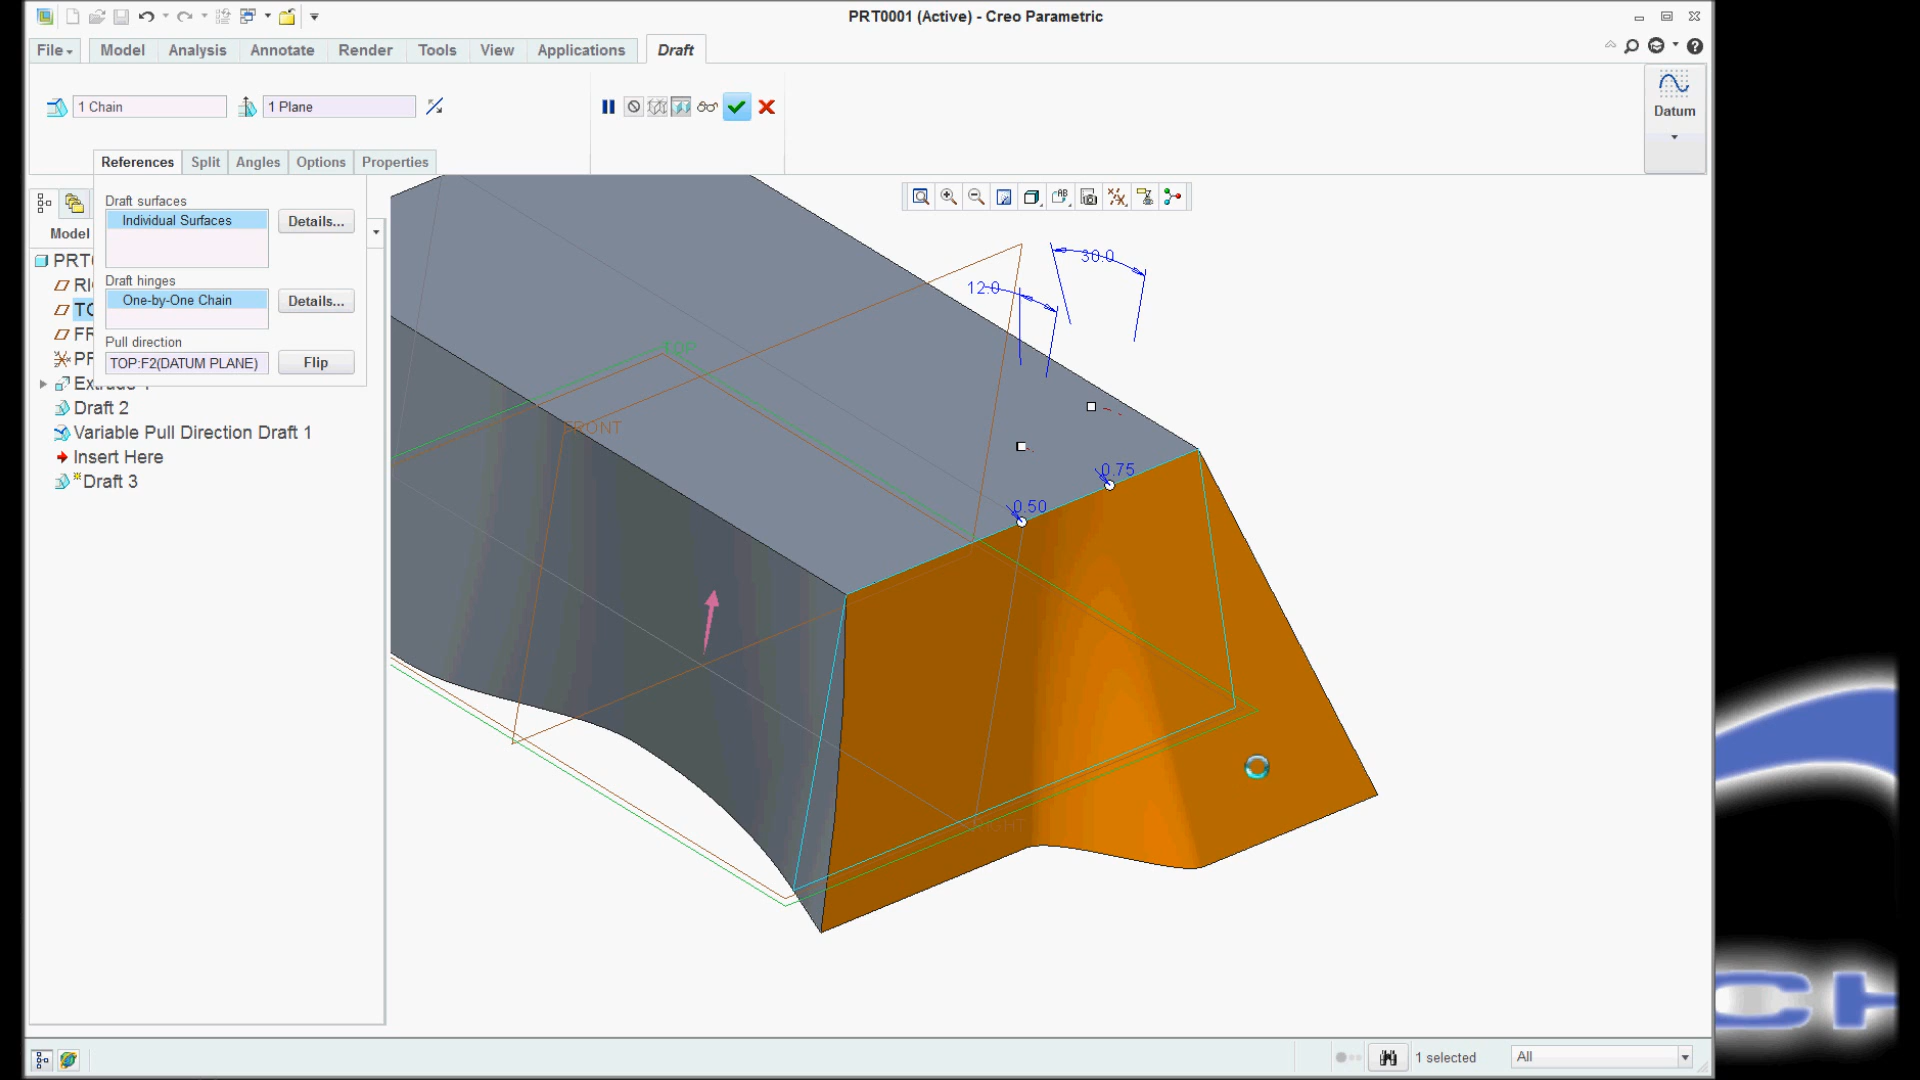 PRT0001 (Active) - Creo Parametric
File
Model
Analysis
Annotate
Render
Tools
View
Applications
Draft
1 Chain
1 Plane
Datum
References
Split
Angles
Options
Properties
Draft surfaces
Individual Surfaces
Details...
Draft hinges
One-by-One Chain
Details...
Pull direction
TOP:F2(DATUM PLANE)
Flip
Model
Draft 2
Variable Pull Direction Draft 1
Insert Here
Draft 3
30.0
12.0
TOP
FRONT
0.75
0.50
RIGHT
1 selected
All